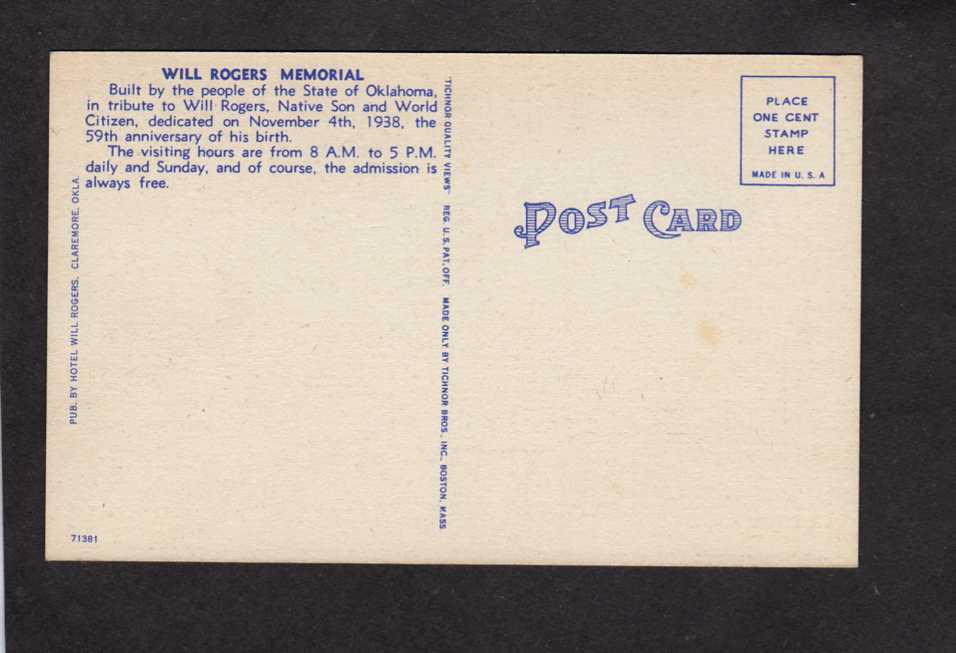 WILL ROGERS MEMORIAL
Built by the people of the State of Oklahoma,
in tribute to Will Rogers, Native Son and World
Citizen, dedicated on November 4th, 1938, the
59th anniversary of his birth.
The visiting hours are from 8 A.M. to 5 P.M.
daily and Sunday, and of course, the admission is
always free.
PUB. BY HOTEL WILL ROGERS, CLAREMORE, OKLA.
71381
"TICHNOR QUALITY VIEWS" REG. U. S. PAT. OFF. MADE ONLY BY TICHNOR BROS., INC., BOSTON, MASS.
POST CARD
PLACE
ONE CENT
STAMP
HERE
MADE IN U. S. A